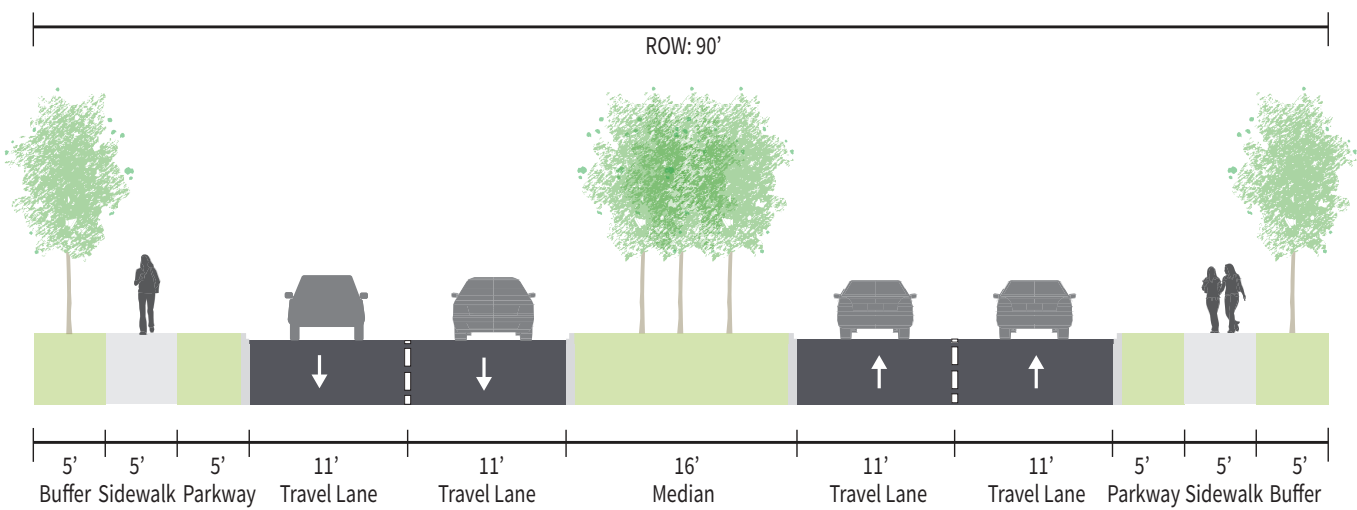 ROW: 90’
5’ 5’ 5’ 11’ 11’ 16’ 11’ 11’ 5’ 5’ 5’
Buffer Sidewalk Parkway Travel Lane Travel Lane Median Travel Lane Travel Lane Parkway Sidewalk Buffer